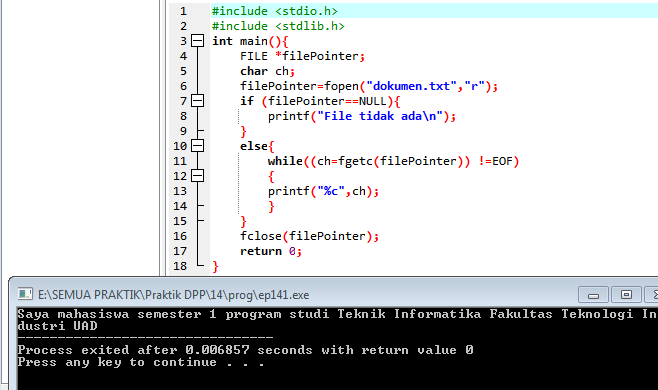 1 #include <stdio.h>
2 #include <stdlib.h>
3 int main(){
4 FILE *filePointer;
5 char ch;
6 filePointer=fopen("dokumen.txt","r");
7 if (filePointer==NULL){
8 printf("File tidak ada\n");
9 }
10 else{
11 while((ch=fgetc(filePointer)) !=EOF)
12 {
13 printf("%c",ch);
14 }
15 }
16 fclose(filePointer);
17 return 0;
18 }
E:\SEMUA PRAKTIK\Praktik DPP\14\prog\ep141.exe
Saya mahasiswa semester 1 program studi Teknik Informatika Fakultas Teknologi In
dustri UAD
--------------------------------
Process exited after 0.006857 seconds with return value 0
Press any key to continue . . .